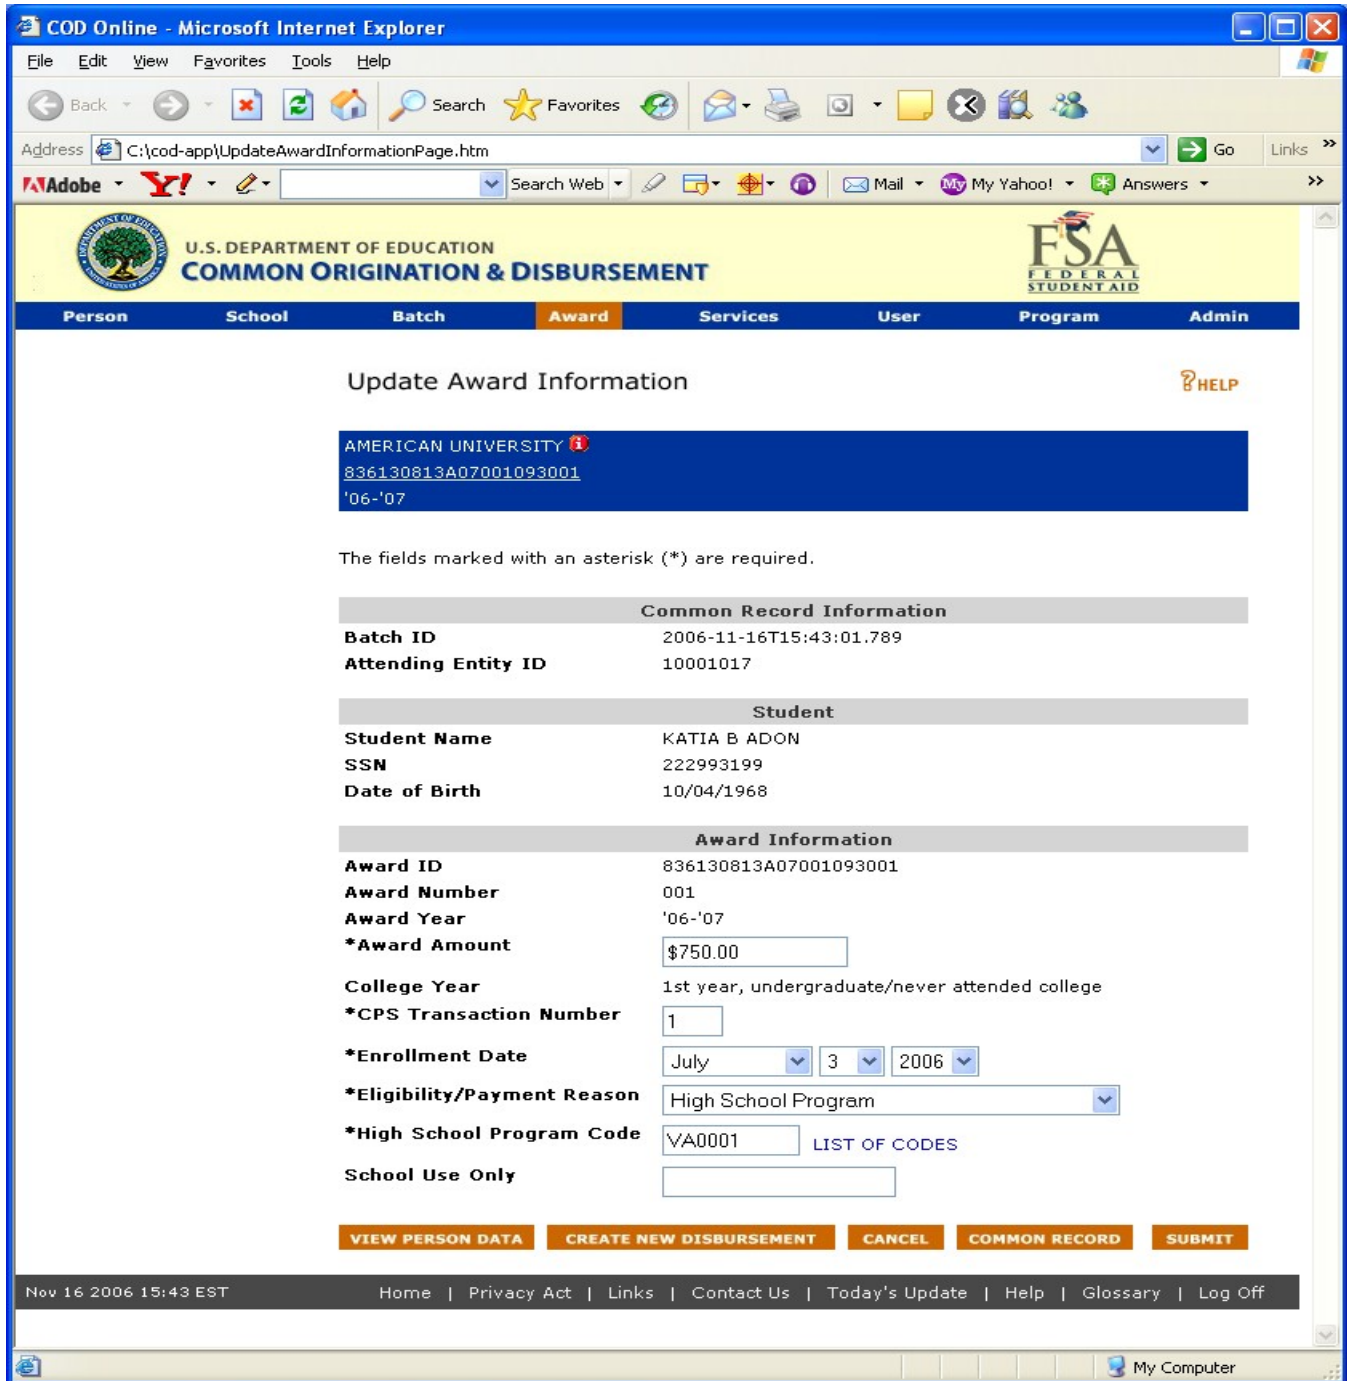 COD Online - Microsoft Internet Explorer
File Edit View Favorites Tools Help
Back Search Favorites
Address C:\cod-app\UpdateAwardInformationPage.htm Go Links »
Adobe Y! Search Web Mail My My Yahoo! Answers »
U.S. DEPARTMENT OF EDUCATION
COMMON ORIGINATION & DISBURSEMENT
FSA
FEDERAL
STUDENT AID
Person School Batch Award Services User Program Admin
Update Award Information ?HELP
AMERICAN UNIVERSITY i
836130813A07001093001
'06-'07
The fields marked with an asterisk (*) are required.
Common Record Information
Batch ID 2006-11-16T15:43:01.789
Attending Entity ID 10001017
Student
Student Name KATIA B ADON
SSN 222993199
Date of Birth 10/04/1968
Award Information
Award ID 836130813A07001093001
Award Number 001
Award Year '06-'07
*Award Amount $750.00
College Year 1st year, undergraduate/never attended college
*CPS Transaction Number 1
*Enrollment Date July 3 2006
*Eligibility/Payment Reason High School Program
*High School Program Code VA0001 LIST OF CODES
School Use Only
VIEW PERSON DATA CREATE NEW DISBURSEMENT CANCEL COMMON RECORD SUBMIT
Nov 16 2006 15:43 EST Home | Privacy Act | Links | Contact Us | Today's Update | Help | Glossary | Log Off
My Computer